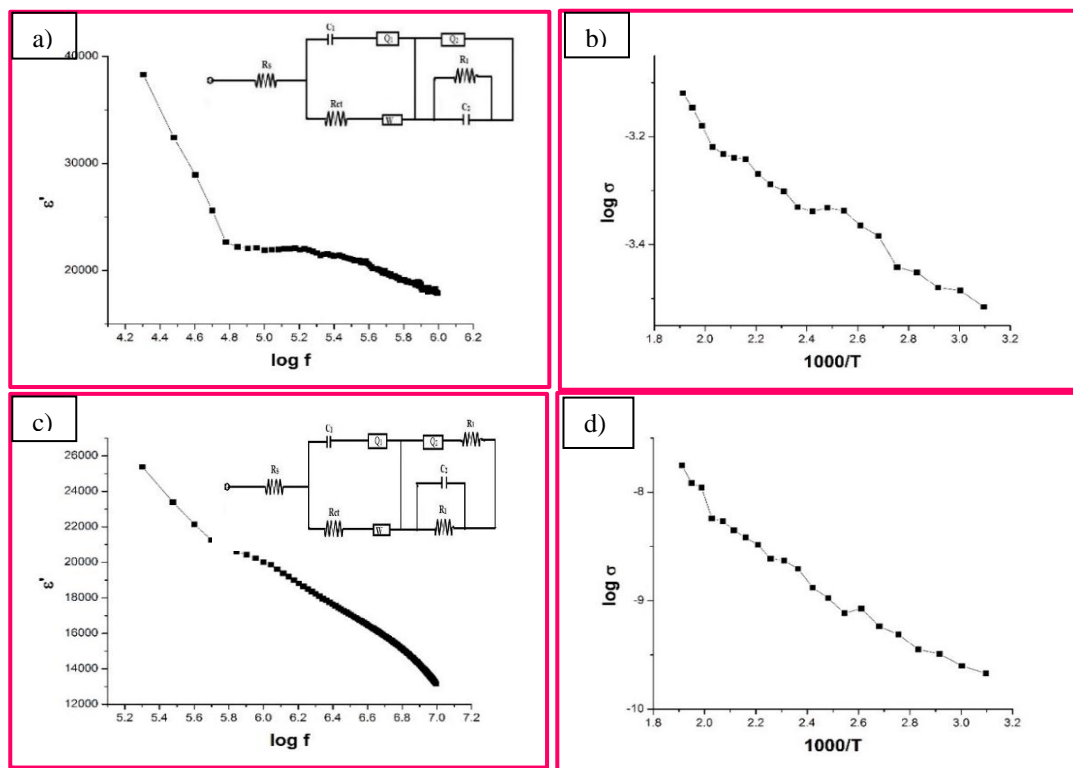 a)
40000
30000
20000
ε'
4.2 4.4 4.6 4.8 5.0 5.2 5.4 5.6 5.8 6.0 6.2
log f
Rs
C1
Q1
Q2
R1
Rct
W
C2
b)
-3.2
-3.4
log σ
1.8 2.0 2.2 2.4 2.6 2.8 3.0 3.2
1000/T
c)
26000
24000
22000
20000
18000
16000
14000
12000
ε'
5.2 5.4 5.6 5.8 6.0 6.2 6.4 6.6 6.8 7.0 7.2
log f
Rs
Q2
C2
Rct
W
d)
-8
-9
-10
log σ
1.8 2.0 2.2 2.4 2.6 2.8 3.0 3.2
1000/T